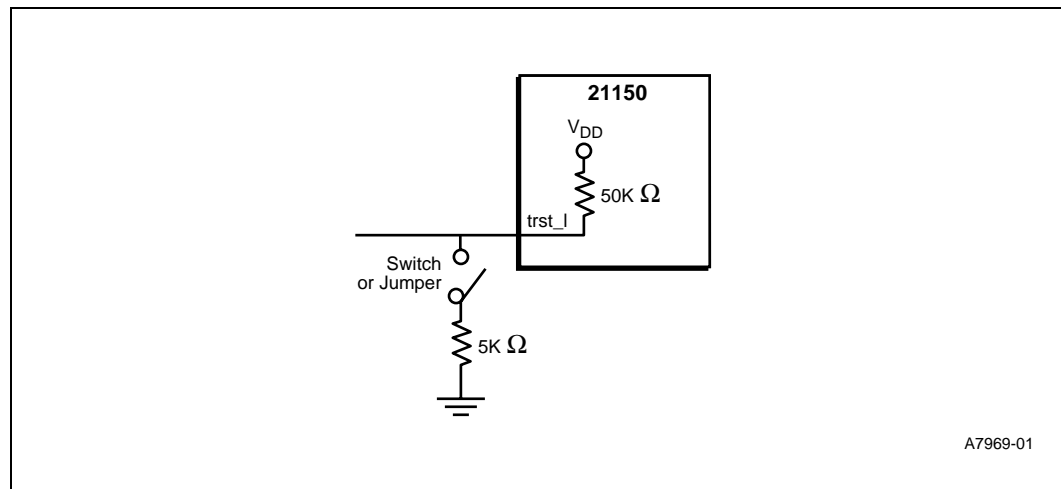 21150
VDD
50K Ω
trst_l
Switch
or Jumper
5K Ω
A7969-01